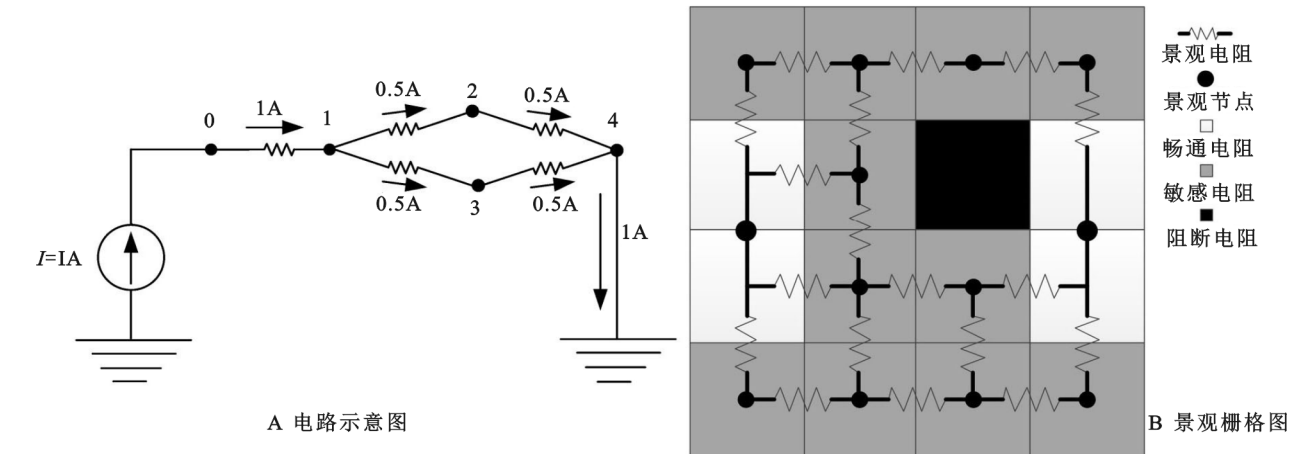 0
1A
1
0.5A
2
0.5A
4
0.5A
3
0.5A
1A
I=IA
A 电路示意图
景观电阻
景观节点
畅通电阻
敏感电阻
阻断电阻
B 景观栅格图